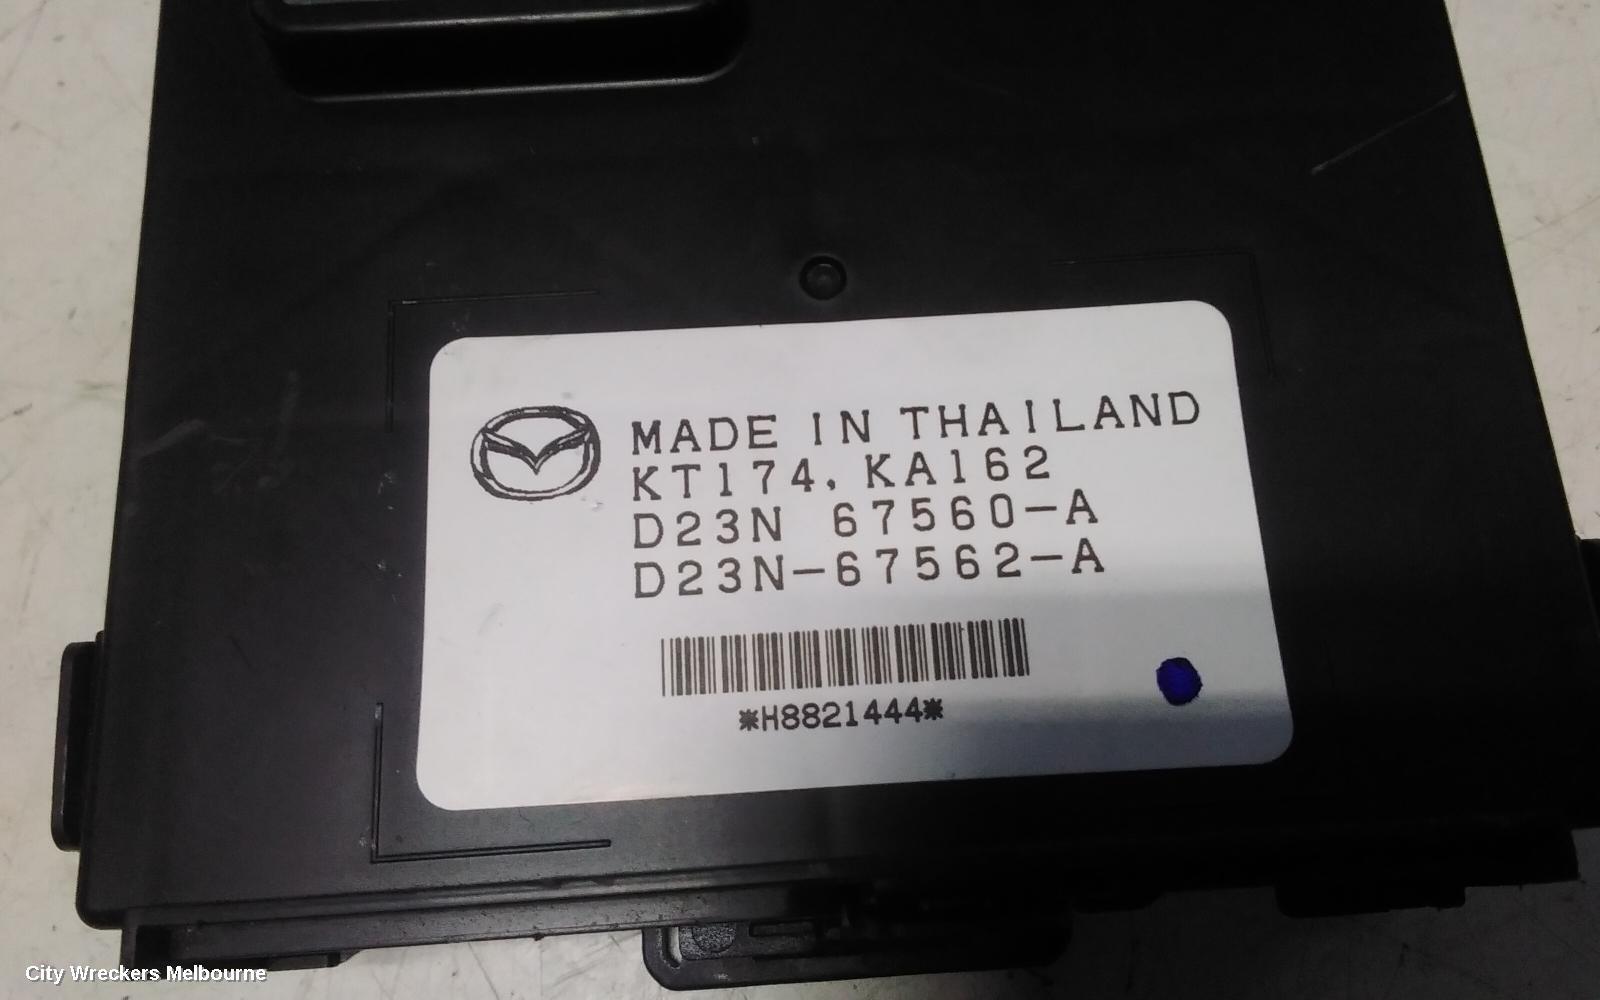 MADE IN THAILAND
KT174. KA162
D23N 67560-A
D23N-67562-A
*H8821444*
City Wreckers Melbourne